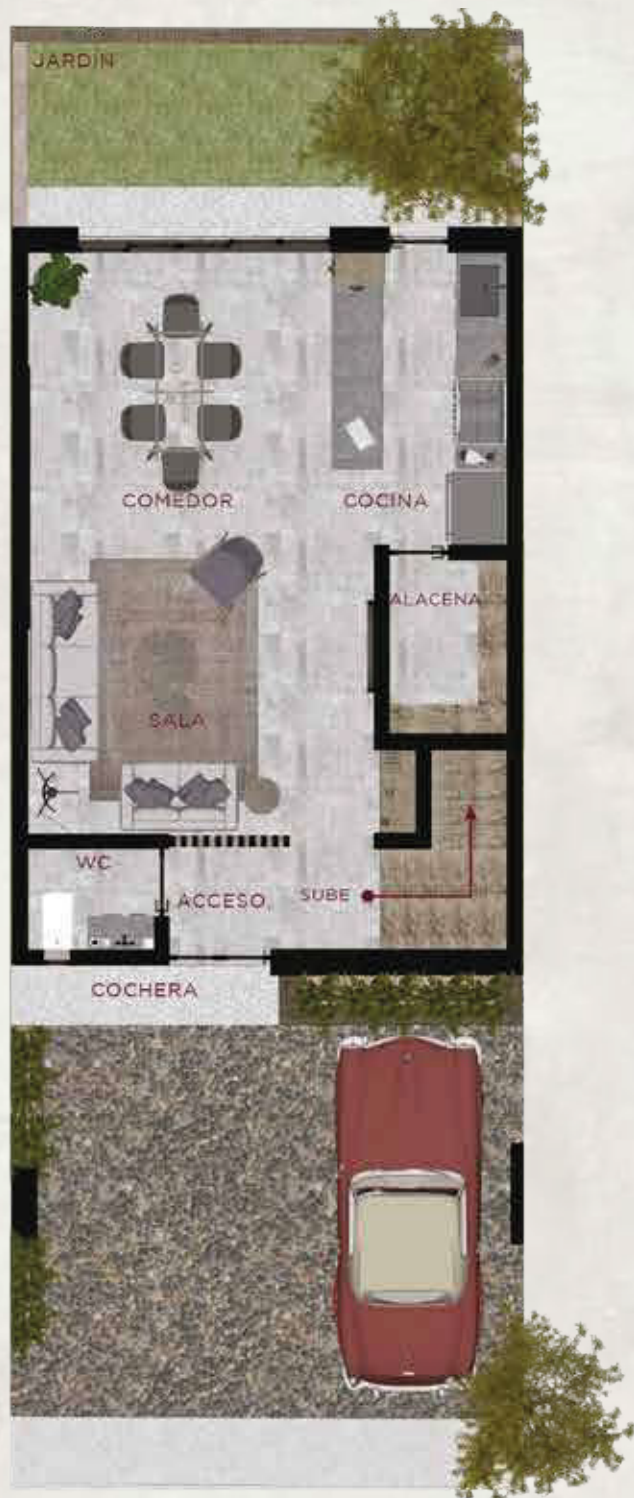 JARDIN
COMEDOR
COCINA
ALACENA
SALA
WC
ACCESO.
SUBE
COCHERA